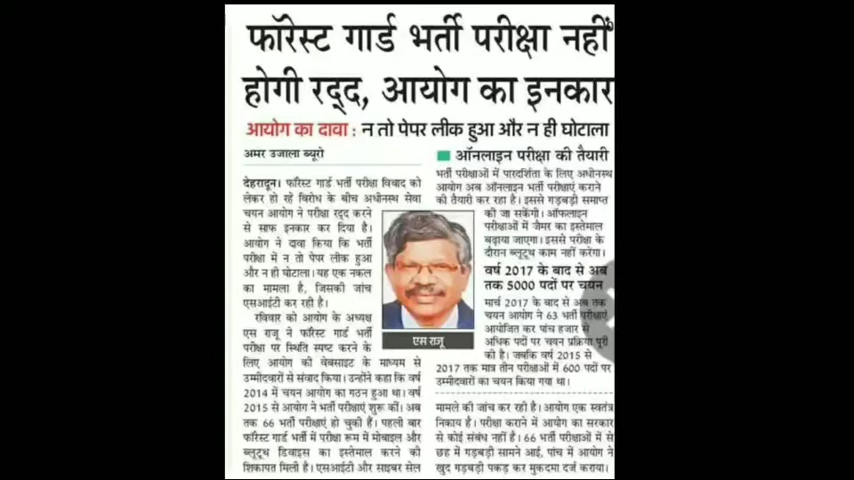 फॉरेस्ट गार्ड भर्ती परीक्षा नहीं
होगी रद्द, आयोग का इनकार
आयोग का दावा : न तो पेपर लीक हुआ और न ही घोटाला
अमर उजाला ब्यूरो
देहरादून। फॉरेस्ट गार्ड भर्ती परीक्षा विवाद को
लेकर हो रहे विरोध के बीच अधीनस्थ सेवा
चयन आयोग ने परीक्षा रद्द करने
से साफ इनकार कर दिया है।
आयोग ने दावा किया कि भर्ती
परीक्षा में न तो पेपर लीक हुआ
और न ही घोटाला। यह एक नकल
का मामला है, जिसकी जांच
एसआईटी कर रही है।
रविवार को आयोग के अध्यक्ष
एस राजू ने फॉरेस्ट गार्ड भर्ती
परीक्षा पर स्थिति स्पष्ट करने के
लिए आयोग की वेबसाइट के माध्यम से
उम्मीदवारों से संवाद किया। उन्होंने कहा कि वर्ष
2014 में चयन आयोग का गठन हुआ था। वर्ष
2015 से आयोग ने भर्ती परीक्षाएं शुरू कीं। अब
तक 66 भर्ती परीक्षाएं हो चुकी हैं। पहली बार
फॉरेस्ट गार्ड भर्ती में परीक्षा रूम में मोबाइल और
ब्लूटूथ डिवाइस का इस्तेमाल करने की
शिकायत मिली है। एसआईटी और साइबर सेल
एस राजू
ऑनलाइन परीक्षा की तैयारी
भर्ती परीक्षाओं में पारदर्शिता के लिए अधीनस्थ
आयोग अब ऑनलाइन भर्ती परीक्षाएं कराने
की तैयारी कर रहा है। इससे गड़बड़ी समाप्त
की जा सकेगी। ऑफलाइन
परीक्षाओं में जैमर का इस्तेमाल
बढ़ाया जाएगा। इससे परीक्षा के
दौरान ब्लूटूथ काम नहीं करेगा।
वर्ष 2017 के बाद से अब
तक 5000 पदों पर चयन
मार्च 2017 के बाद से अब तक
चयन आयोग ने 63 भर्ती परीक्षाएं
आयोजित कर पांच हजार से
अधिक पदों पर चयन प्रक्रिया पूरी
की है। जबकि वर्ष 2015 से
2017 तक मात्र तीन परीक्षाओं में 600 पदों पर
उम्मीदवारों का चयन किया गया था।
मामले की जांच कर रही है। आयोग एक स्वतंत्र
निकाय है। परीक्षा कराने में आयोग का सरकार
से कोई संबंध नहीं है। 66 भर्ती परीक्षाओं में से
छह में गड़बड़ी सामने आई, पांच में आयोग ने
खुद गड़बड़ी पकड़ कर मुकदमा दर्ज कराया।